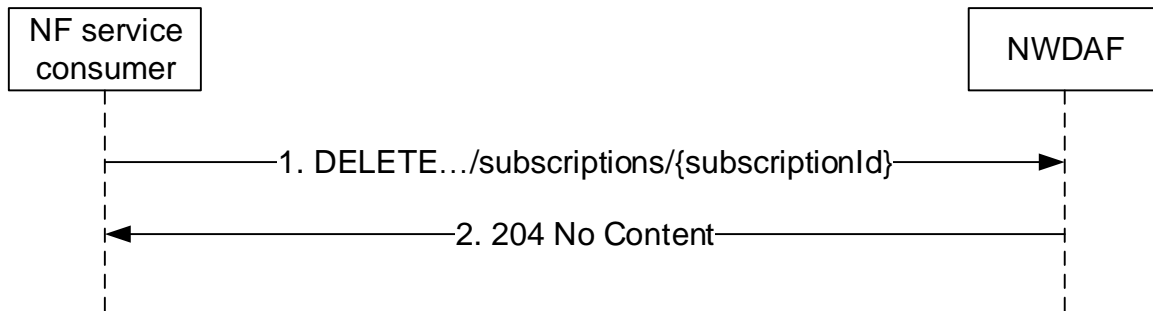 NF service
consumer
NWDAF
1. DELETE…/subscriptions/{subscriptionId}
2. 204 No Content